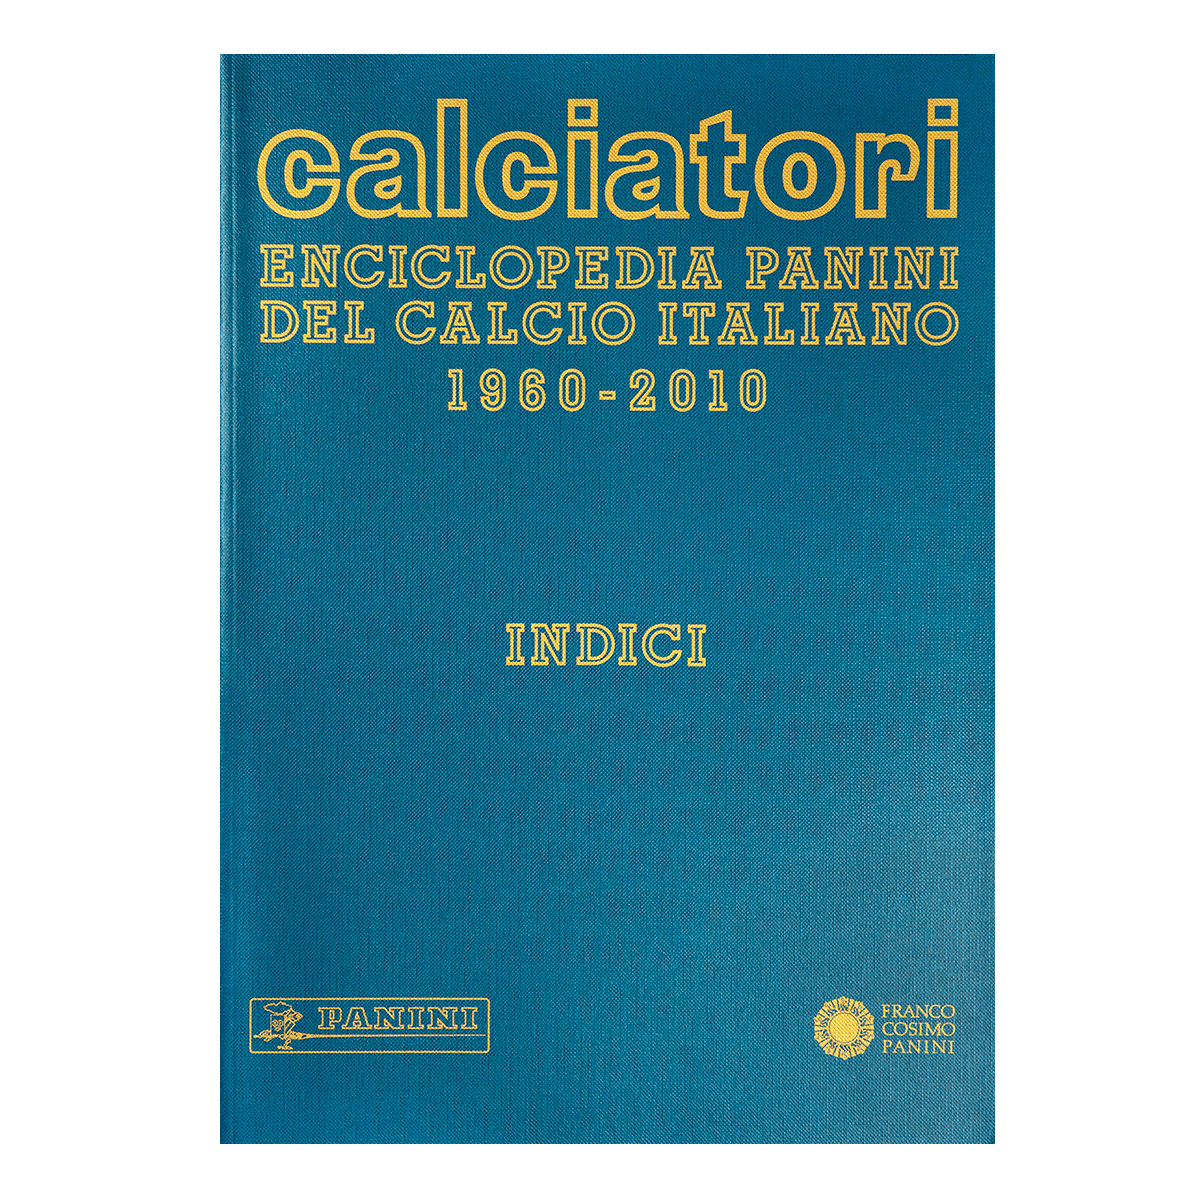 calciatori
ENCICLOPEDIA PANINI
DEL CALCIO ITALIANO
1960-2010
INDICI
PANINI
FRANCO
COSIMO
PANINI